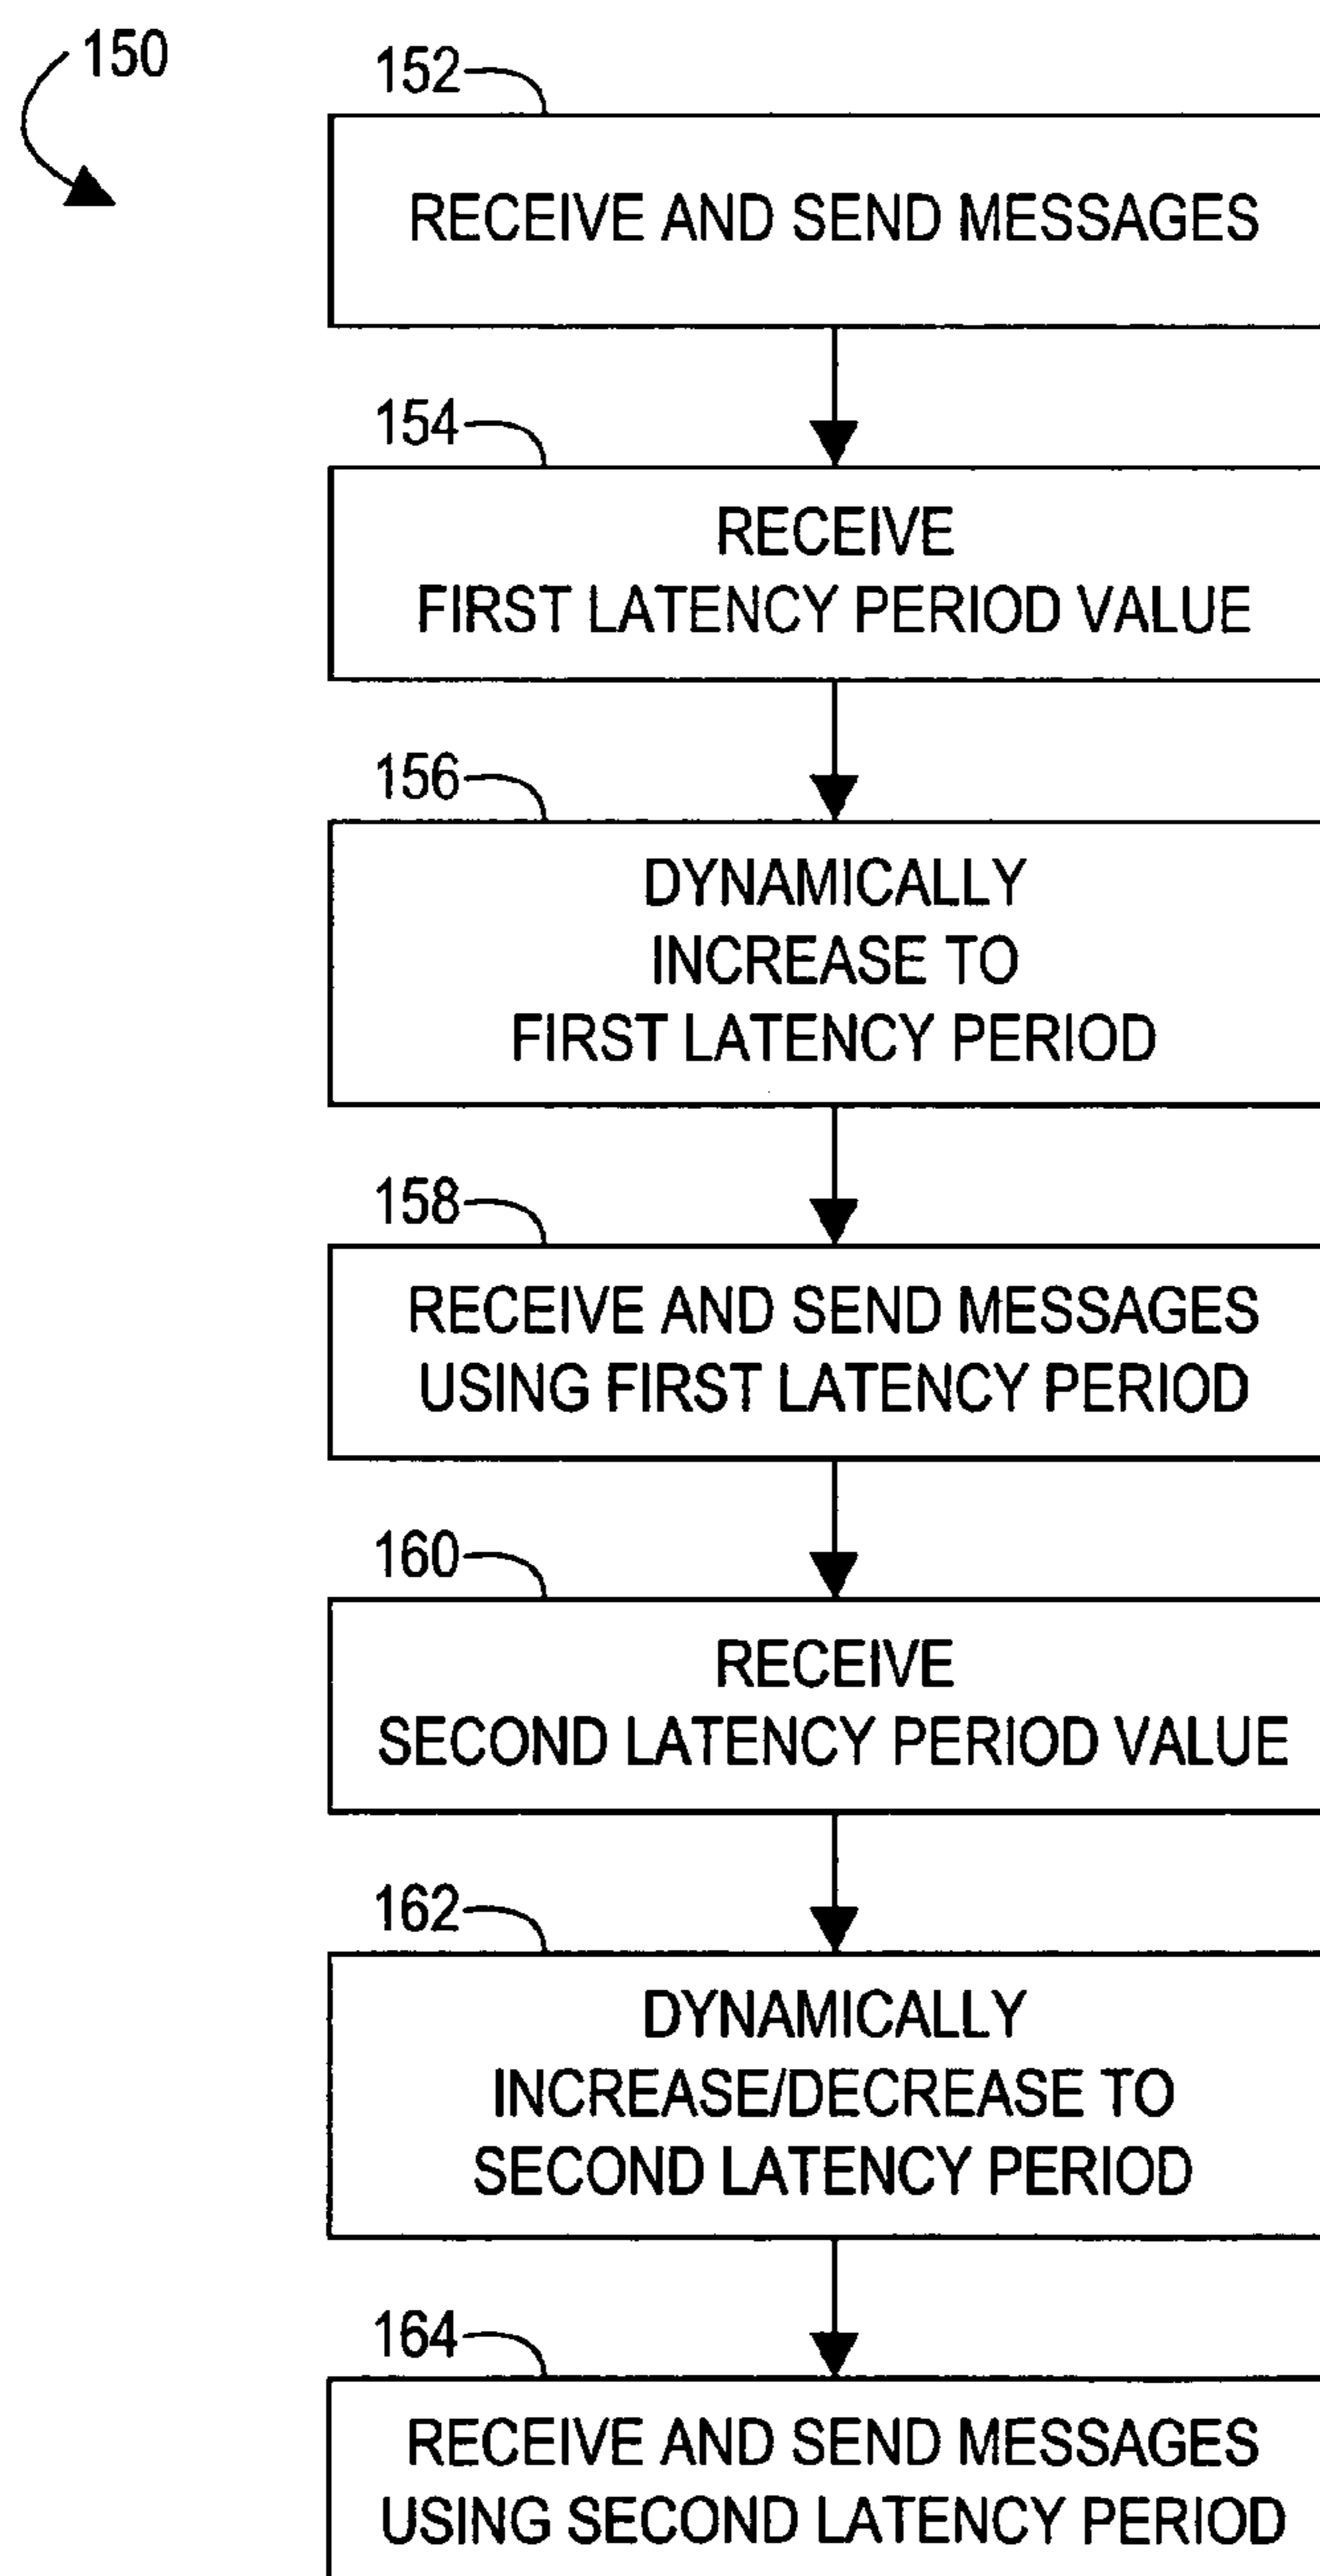 150
152
RECEIVE AND SEND MESSAGES
154
RECEIVE
FIRST LATENCY PERIOD VALUE
156
DYNAMICALLY
INCREASE TO
FIRST LATENCY PERIOD
158
RECEIVE AND SEND MESSAGES
USING FIRST LATENCY PERIOD
160
RECEIVE
SECOND LATENCY PERIOD VALUE
162
DYNAMICALLY
INCREASE/DECREASE TO
SECOND LATENCY PERIOD
164
RECEIVE AND SEND MESSAGES
USING SECOND LATENCY PERIOD